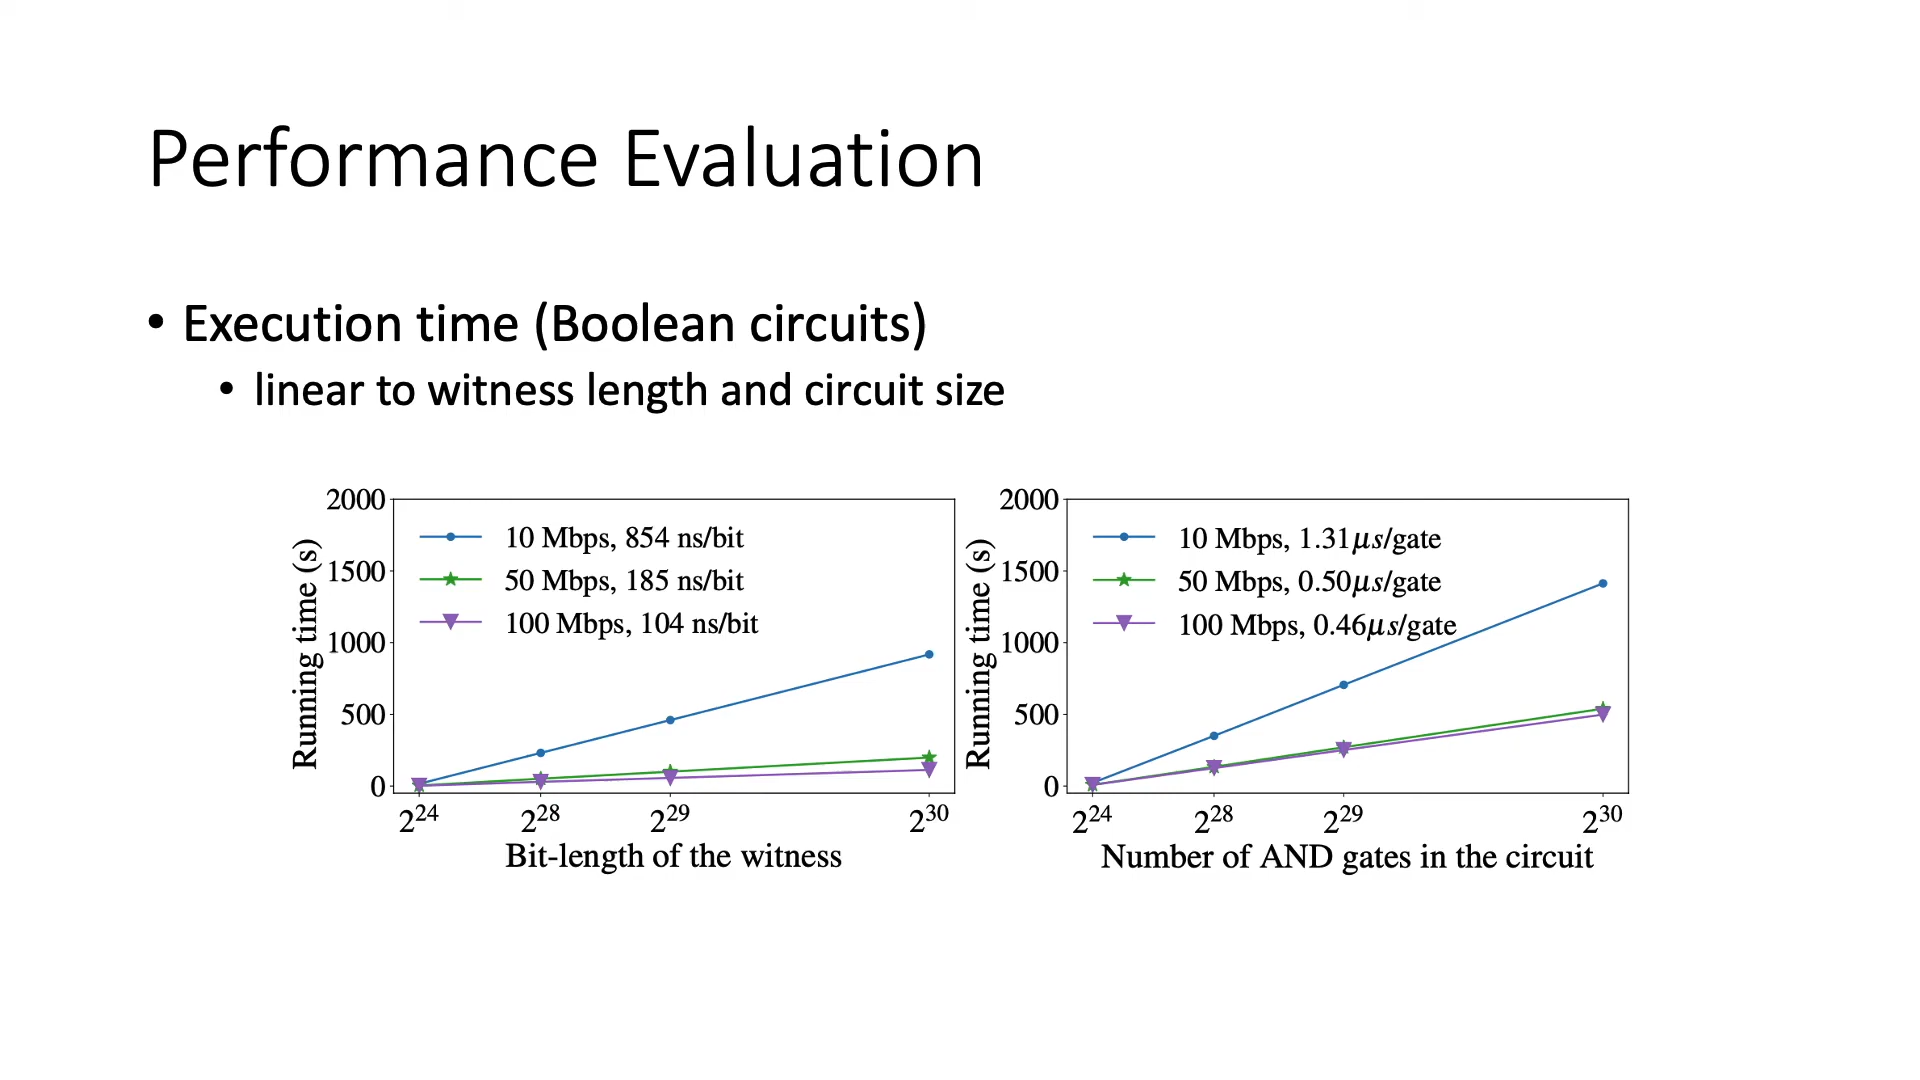 Performance Evaluation
• Execution time (Boolean circuits)
• linear to witness length and circuit size
2000
1500
1000
500
0
Running time (s)
10 Mbps, 854 ns/bit
50 Mbps, 185 ns/bit
100 Mbps, 104 ns/bit
2²⁴ 2²⁸ 2²⁹ 2³⁰
Bit-length of the witness
2000
1500
1000
500
0
Running time (s)
10 Mbps, 1.31μs/gate
50 Mbps, 0.50μs/gate
100 Mbps, 0.46μs/gate
2²⁴ 2²⁸ 2²⁹ 2³⁰
Number of AND gates in the circuit